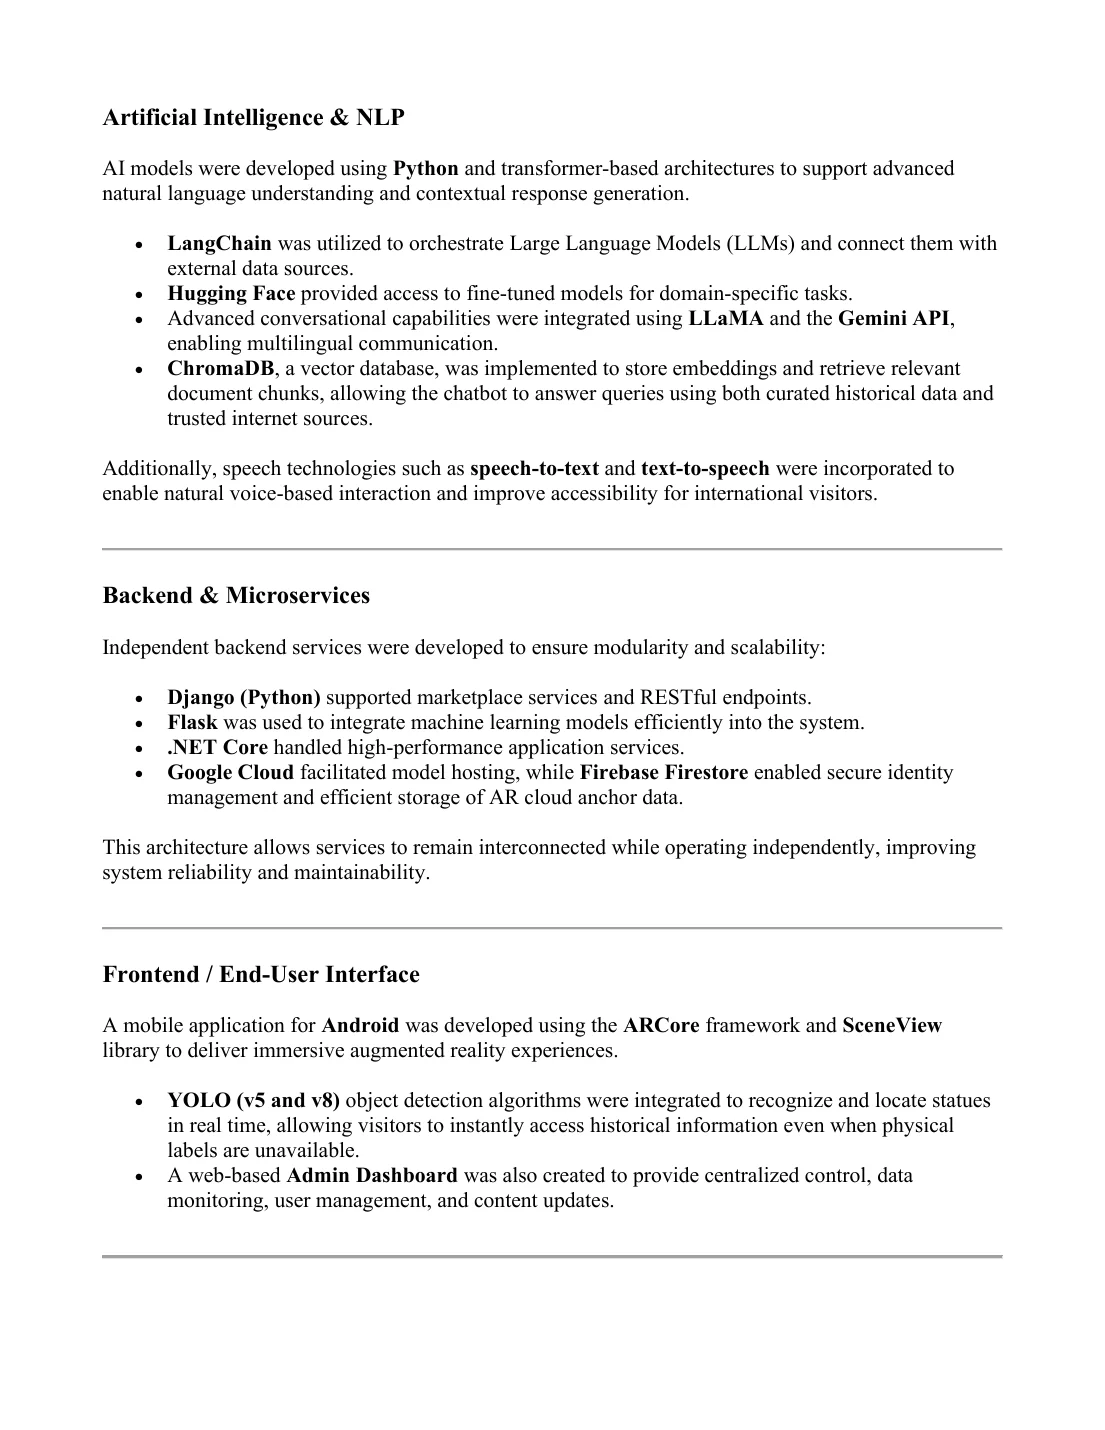 Artificial Intelligence & NLP
AI models were developed using Python and transformer-based architectures to support advanced
natural language understanding and contextual response generation.
• LangChain was utilized to orchestrate Large Language Models (LLMs) and connect them with
external data sources.
• Hugging Face provided access to fine-tuned models for domain-specific tasks.
• Advanced conversational capabilities were integrated using LLaMA and the Gemini API,
enabling multilingual communication.
• ChromaDB, a vector database, was implemented to store embeddings and retrieve relevant
document chunks, allowing the chatbot to answer queries using both curated historical data and
trusted internet sources.
Additionally, speech technologies such as speech-to-text and text-to-speech were incorporated to
enable natural voice-based interaction and improve accessibility for international visitors.
Backend & Microservices
Independent backend services were developed to ensure modularity and scalability:
• Django (Python) supported marketplace services and RESTful endpoints.
• Flask was used to integrate machine learning models efficiently into the system.
• .NET Core handled high-performance application services.
• Google Cloud facilitated model hosting, while Firebase Firestore enabled secure identity
management and efficient storage of AR cloud anchor data.
This architecture allows services to remain interconnected while operating independently, improving
system reliability and maintainability.
Frontend / End-User Interface
A mobile application for Android was developed using the ARCore framework and SceneView
library to deliver immersive augmented reality experiences.
• YOLO (v5 and v8) object detection algorithms were integrated to recognize and locate statues
in real time, allowing visitors to instantly access historical information even when physical
labels are unavailable.
• A web-based Admin Dashboard was also created to provide centralized control, data
monitoring, user management, and content updates.